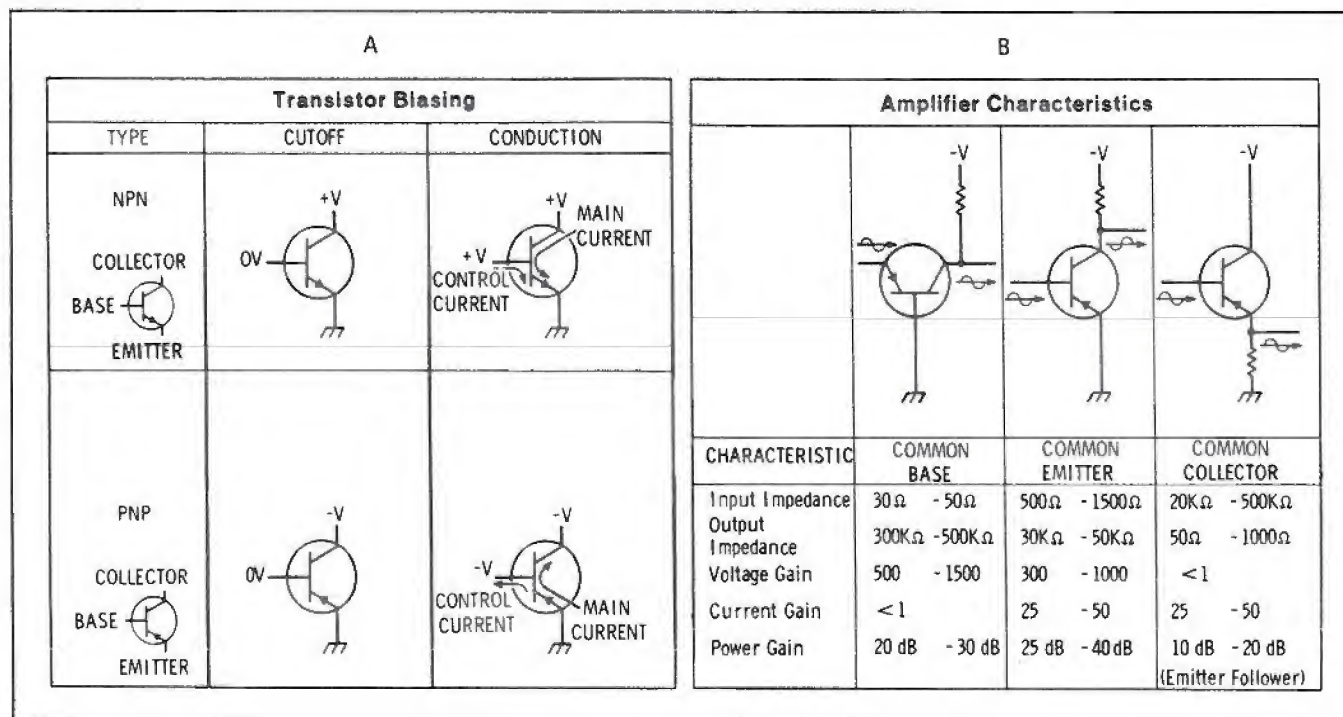 A
Transistor Biasing
TYPE CUTOFF CONDUCTION
NPN
COLLECTOR
BASE
EMITTER
+V
0V
+V
MAIN
CURRENT
+V
CONTROL
CURRENT
PNP
COLLECTOR
BASE
EMITTER
-V
0V
-V
-V
CONTROL
CURRENT
MAIN
CURRENT
B
Amplifier Characteristics
-V -V -V
CHARACTERISTIC COMMON BASE COMMON EMITTER COMMON COLLECTOR
Input Impedance 30Ω - 50Ω 500Ω - 1500Ω 20KΩ - 500KΩ
Output Impedance 300KΩ - 500KΩ 30KΩ - 50KΩ 50Ω - 1000Ω
Voltage Gain 500 - 1500 300 - 1000 <1
Current Gain <1 25 - 50 25 - 50
Power Gain 20 dB - 30 dB 25 dB - 40 dB 10 dB - 20 dB
(Emitter Follower)